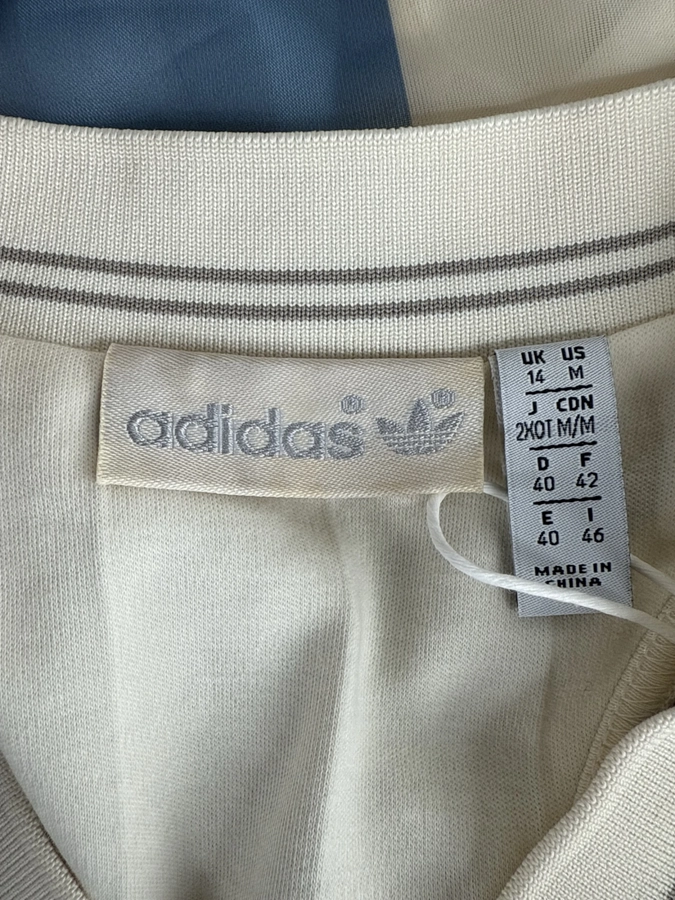 adidas®
®
UK US
14 M
J CDN
2XOT M/M
D F
40 42
E I
40 46
MADE IN
CHINA